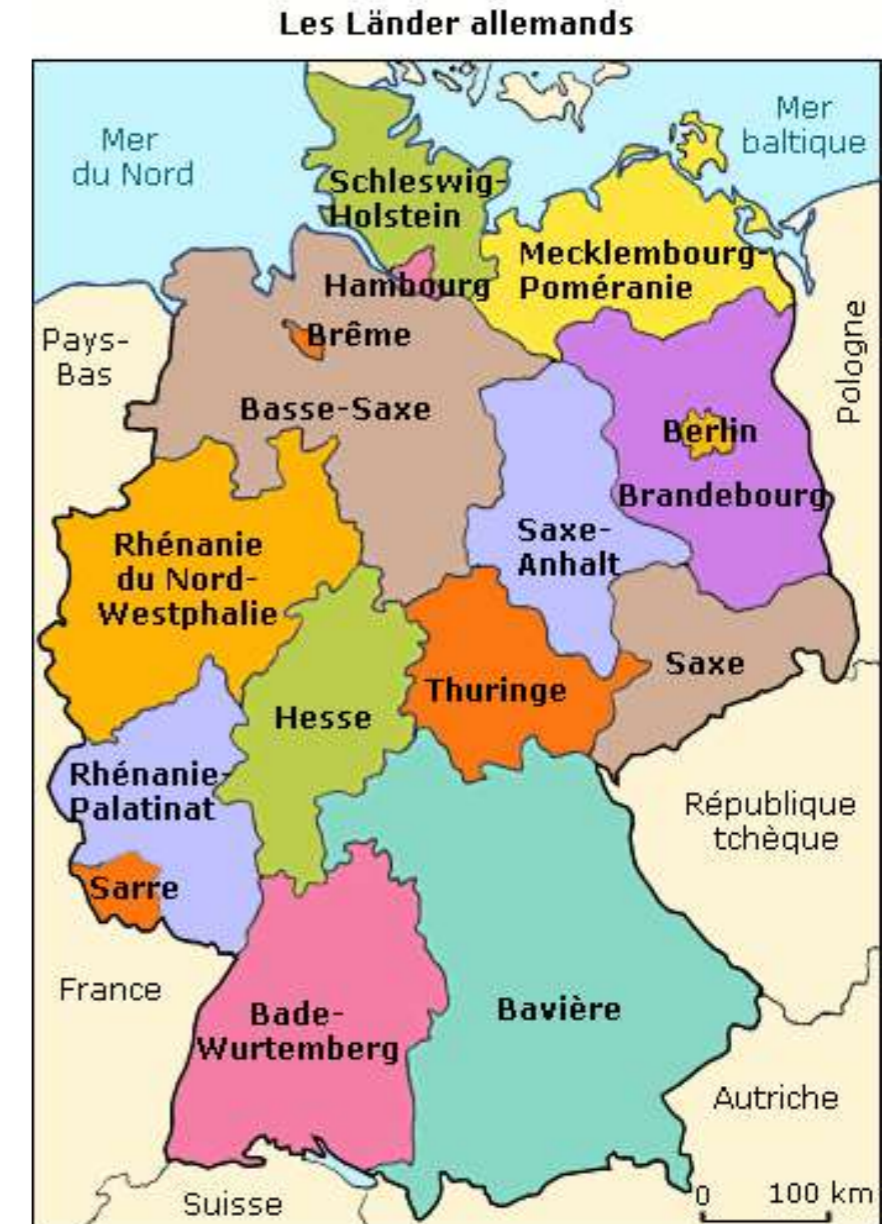 Les Länder allemands
Mer
du Nord
Mer
baltique
Schleswig-
Holstein
Mecklembourg-
Poméranie
Hambourg
Brême
Pays-
Bas
Pologne
Basse-Saxe
Berlin
Brandebourg
Saxe-
Anhalt
Rhénanie
du Nord-
Westphalie
Saxe
Thuringe
Hesse
Rhénanie-
Palatinat
République
tchèque
Sarre
France
Bade-
Wurtemberg
Bavière
Autriche
Suisse
0 100 km